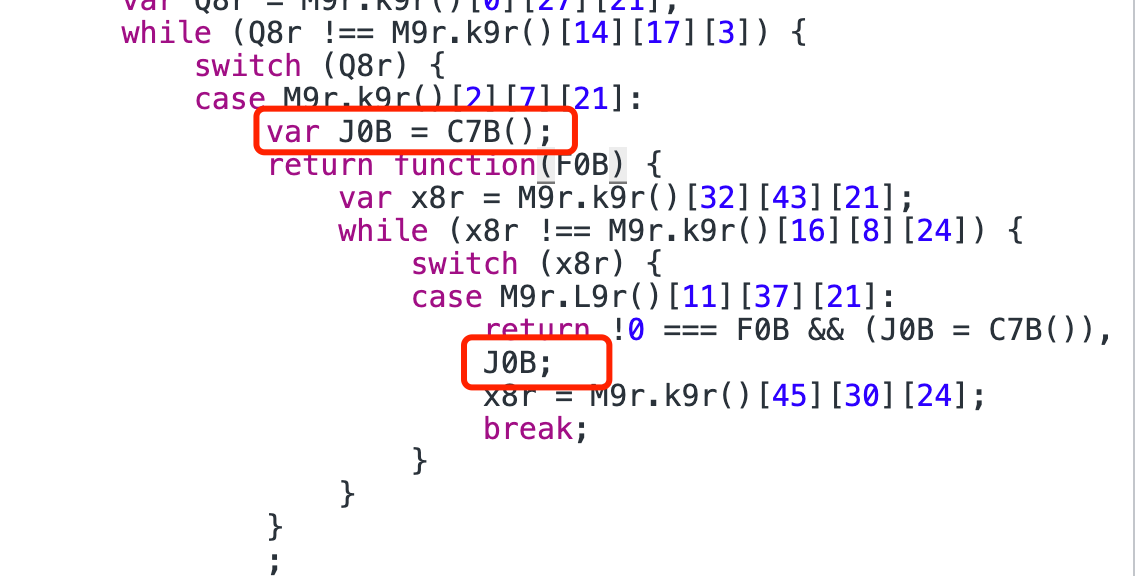 var Q8r = M9r.k9r()[0][27][21];
while (Q8r !== M9r.k9r()[14][17][3]) {
switch (Q8r) {
case M9r.k9r()[2][7][21]:
var J0B = C7B();
return function(F0B) {
var x8r = M9r.k9r()[32][43][21];
while (x8r !== M9r.k9r()[16][8][24]) {
switch (x8r) {
case M9r.L9r()[11][37][21]:
return !0 === F0B && (J0B = C7B()),
J0B;
x8r = M9r.k9r()[45][30][24];
break;
}
}
}
;